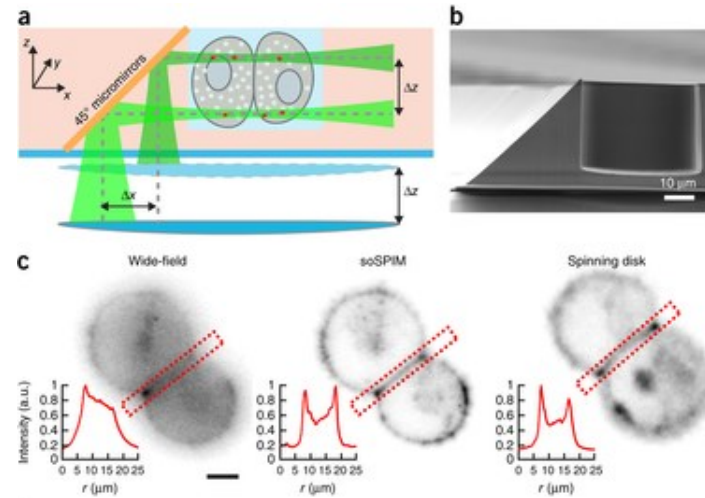 a
b
z
y
x
45° micromirrors
Δz
Δx
Δz
10 μm
c
Wide-field
soSPIM
Spinning disk
Intensity (a.u.)
1.0
0.8
0.6
0.4
0.2
0 5 10 15 20 25
r (μm)
1.0
0.8
0.6
0.4
0.2
0 5 10 15 20 25
r (μm)
1.0
0.8
0.6
0.4
0.2
0 5 10 15 20 25
r (μm)